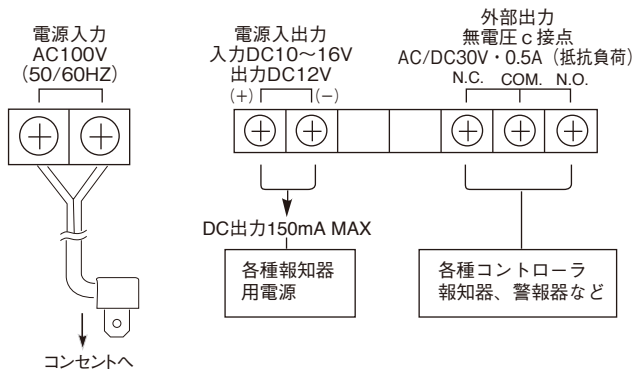 電源入力
AC100V
(50/60HZ)
コンセントへ
電源入出力
入力DC10～16V
出力DC12V
(+) (−)
DC出力150mA MAX
各種報知器
用電源
外部出力
無電圧c接点
AC/DC30V・0.5A (抵抗負荷)
N.C. COM. N.O.
各種コントローラ
報知器、警報器など